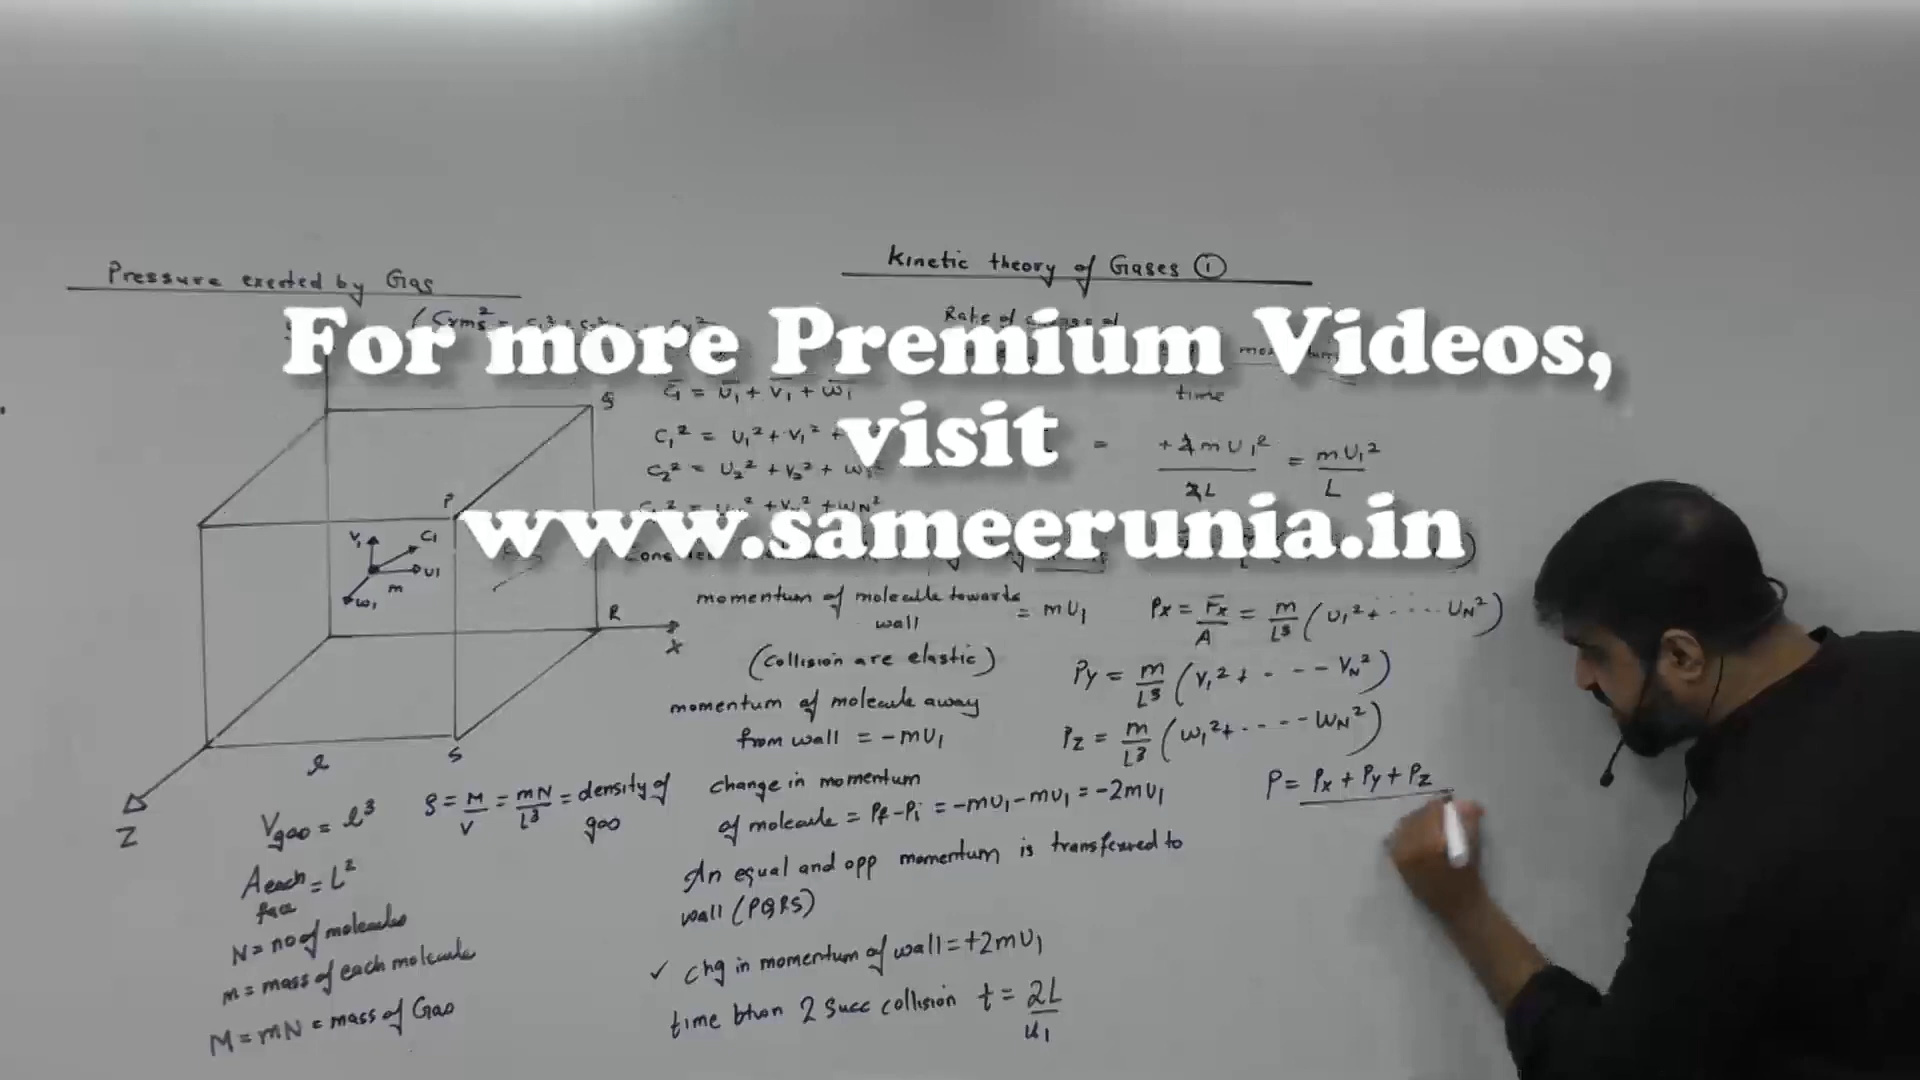 Kinetic theory of Gases ①
Pressure exerted by Gas
For more Premium Videos,
visit
www.sameerunia.in
C₁ = U₁ + V₁ + W₁
C₁² = U₁² + V₁² +
C₂² = U₂² + V₂² + W₂²
Q
P
V₁
C₁
U₁
m
W₁
R
X
S
l
Z
V gas = l³
ρ = M/V = mN/L³ = density of gas
A each face = L²
N = no of molecules
m = mass of each molecule
M = mN = mass of Gas
momentum of molecule towards wall = mU₁
(collision are elastic)
momentum of molecule away
from wall = -mU₁
change in momentum
of molecule = Pf - Pi = -mU₁ - mU₁ = -2mU₁
An equal and opp momentum is transferred to
wall (PQRS)
✓ chg in momentum of wall = +2mU₁
time btwn 2 succ collision t = 2L/u₁
Rate of
time
= +2mU₁²/2L = mU₁²/L
Px = Fx/A = m/L³ (U₁² + ···· UN²)
Py = m/L³ (V₁² + - - - VN²)
Pz = m/L³ (W₁² + - - - - WN²)
P = Px + Py + Pz